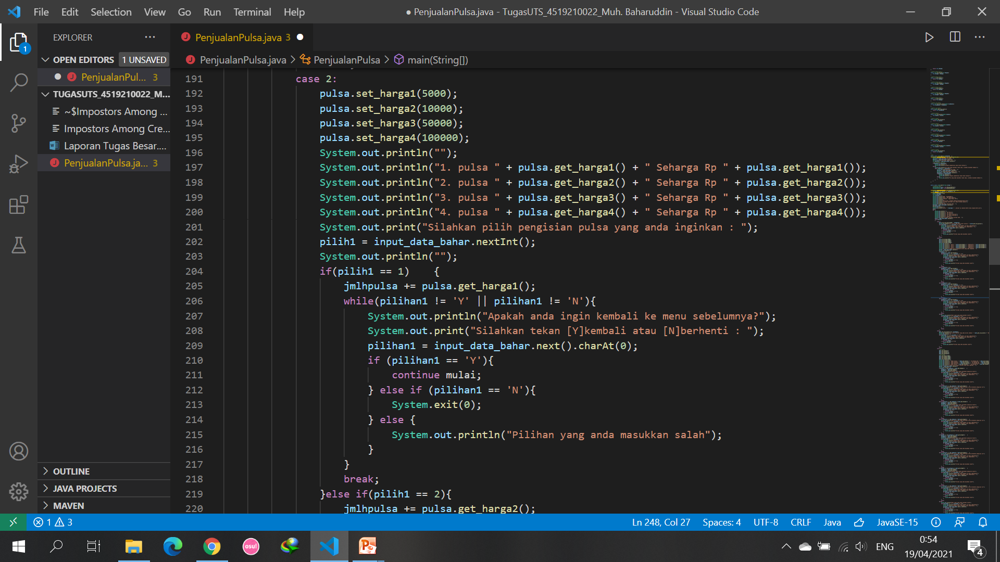 File Edit Selection View Go Run Terminal Help
● PenjualanPulsa.java - TugasUTS_4519210022_Muh. Baharuddin - Visual Studio Code
EXPLORER
PenjualanPulsa.java 3
OPEN EDITORS 1 UNSAVED
PenjualanPulsa.java > PenjualanPulsa > main(String[])
PenjualanPul... 3
TUGASUTS_4519210022_M...
~$Impostors Among ...
Impostors Among Cre...
Laporan Tugas Besar....
PenjualanPulsa.ja... 3
OUTLINE
JAVA PROJECTS
MAVEN
1
191 case 2:
192 pulsa.set_harga1(5000);
193 pulsa.set_harga2(10000);
194 pulsa.set_harga3(50000);
195 pulsa.set_harga4(100000);
196 System.out.println("");
197 System.out.println("1. pulsa " + pulsa.get_harga1() + " Seharga Rp " + pulsa.get_harga1());
198 System.out.println("2. pulsa " + pulsa.get_harga2() + " Seharga Rp " + pulsa.get_harga2());
199 System.out.println("3. pulsa " + pulsa.get_harga3() + " Seharga Rp " + pulsa.get_harga3());
200 System.out.println("4. pulsa " + pulsa.get_harga4() + " Seharga Rp " + pulsa.get_harga4());
201 System.out.print("Silahkan pilih pengisian pulsa yang anda inginkan : ");
202 pilih1 = input_data_bahar.nextInt();
203 System.out.println("");
204 if(pilih1 == 1)    {
205 jmlhpulsa += pulsa.get_harga1();
206 while(pilihan1 != 'Y' || pilihan1 != 'N'){
207 System.out.println("Apakah anda ingin kembali ke menu sebelumnya?");
208 System.out.print("Silahkan tekan [Y]kembali atau [N]berhenti : ");
209 pilihan1 = input_data_bahar.next().charAt(0);
210 if (pilihan1 == 'Y'){
211 continue mulai;
212 } else if (pilihan1 == 'N'){
213 System.exit(0);
214 } else {
215 System.out.println("Pilihan yang anda masukkan salah");
216 }
217 }
218 break;
219 }else if(pilih1 == 2){
220 jmlhpulsa += pulsa.get_harga2();
1 3 Ln 248, Col 27 Spaces: 4 UTF-8 CRLF Java JavaSE-15
osu!
ENG
0:54
19/04/2021
4